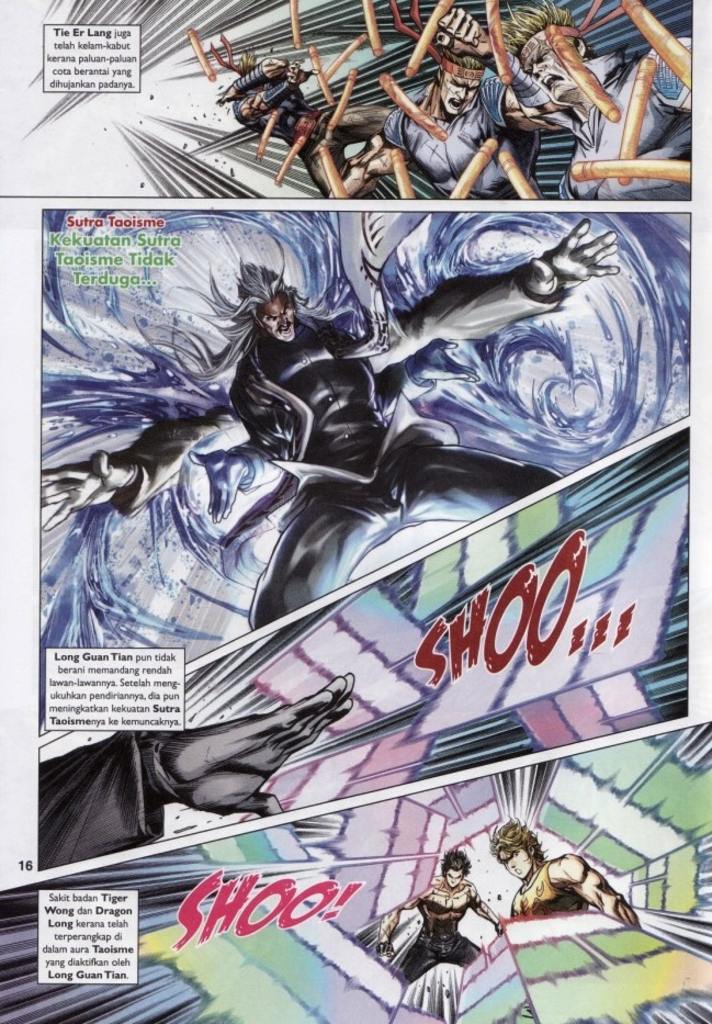 Tie Er Lang juga
telah kelam-kabut
kerana paluan-paluan
cota berantai yang
dihujankan padanya.
Sutra Taoisme
Kekuatan Sutra
Taoisme Tidak
Terduga...
SHOO...
Long Guan Tian pun tidak
berani memandang rendah
lawan-lawannya. Setelah meng-
ukuhkan pendiriannya, dia pun
meningkatkan kekuatan Sutra
Taoismenya ke kemuncaknya.
16
SHOO!
Sakit badan Tiger
Wong dan Dragon
Long kerana telah
terperangkap di
dalam aura Taoisme
yang diaktifkan oleh
Long Guan Tian.